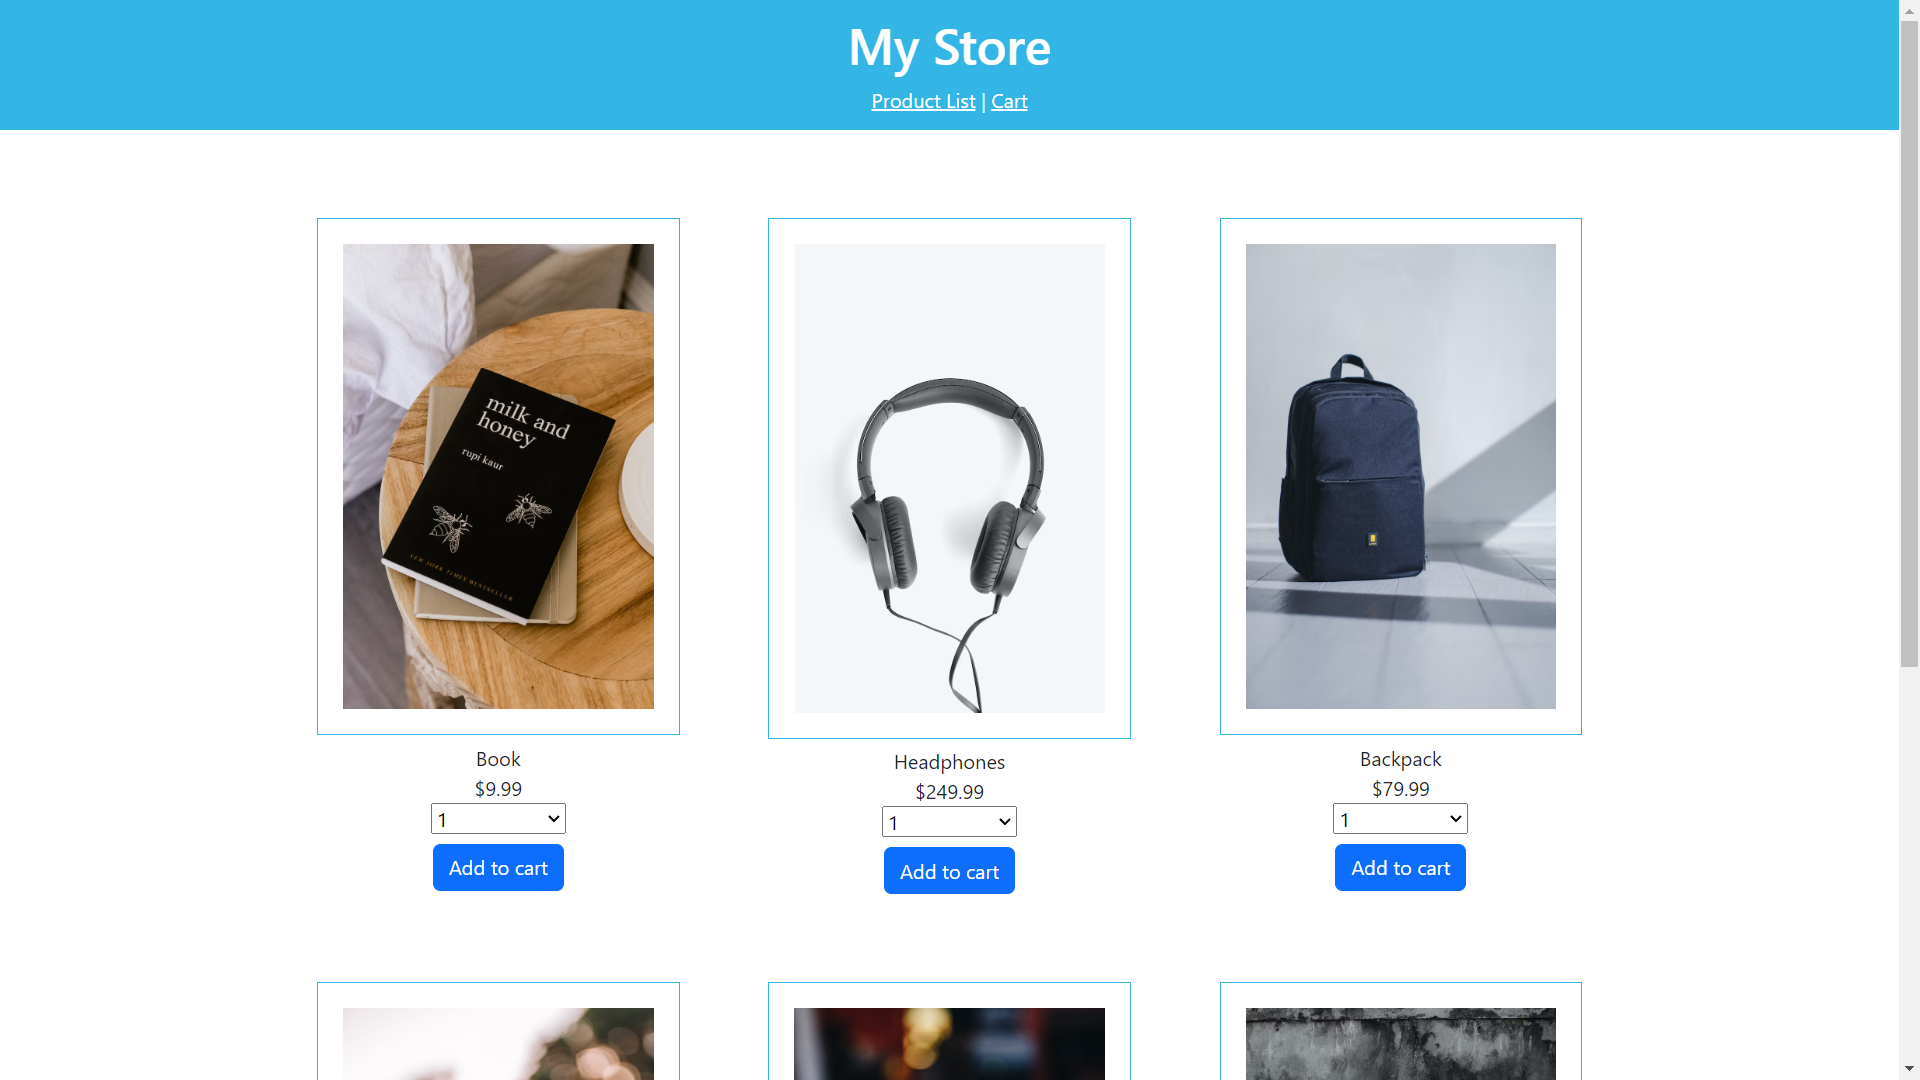 My Store
Product List | Cart
milk and
honey
rupi kaur
NEW YORK TIMES BESTSELLER
Book
$9.99
1
Add to cart
Headphones
$249.99
1
Add to cart
Backpack
$79.99
1
Add to cart